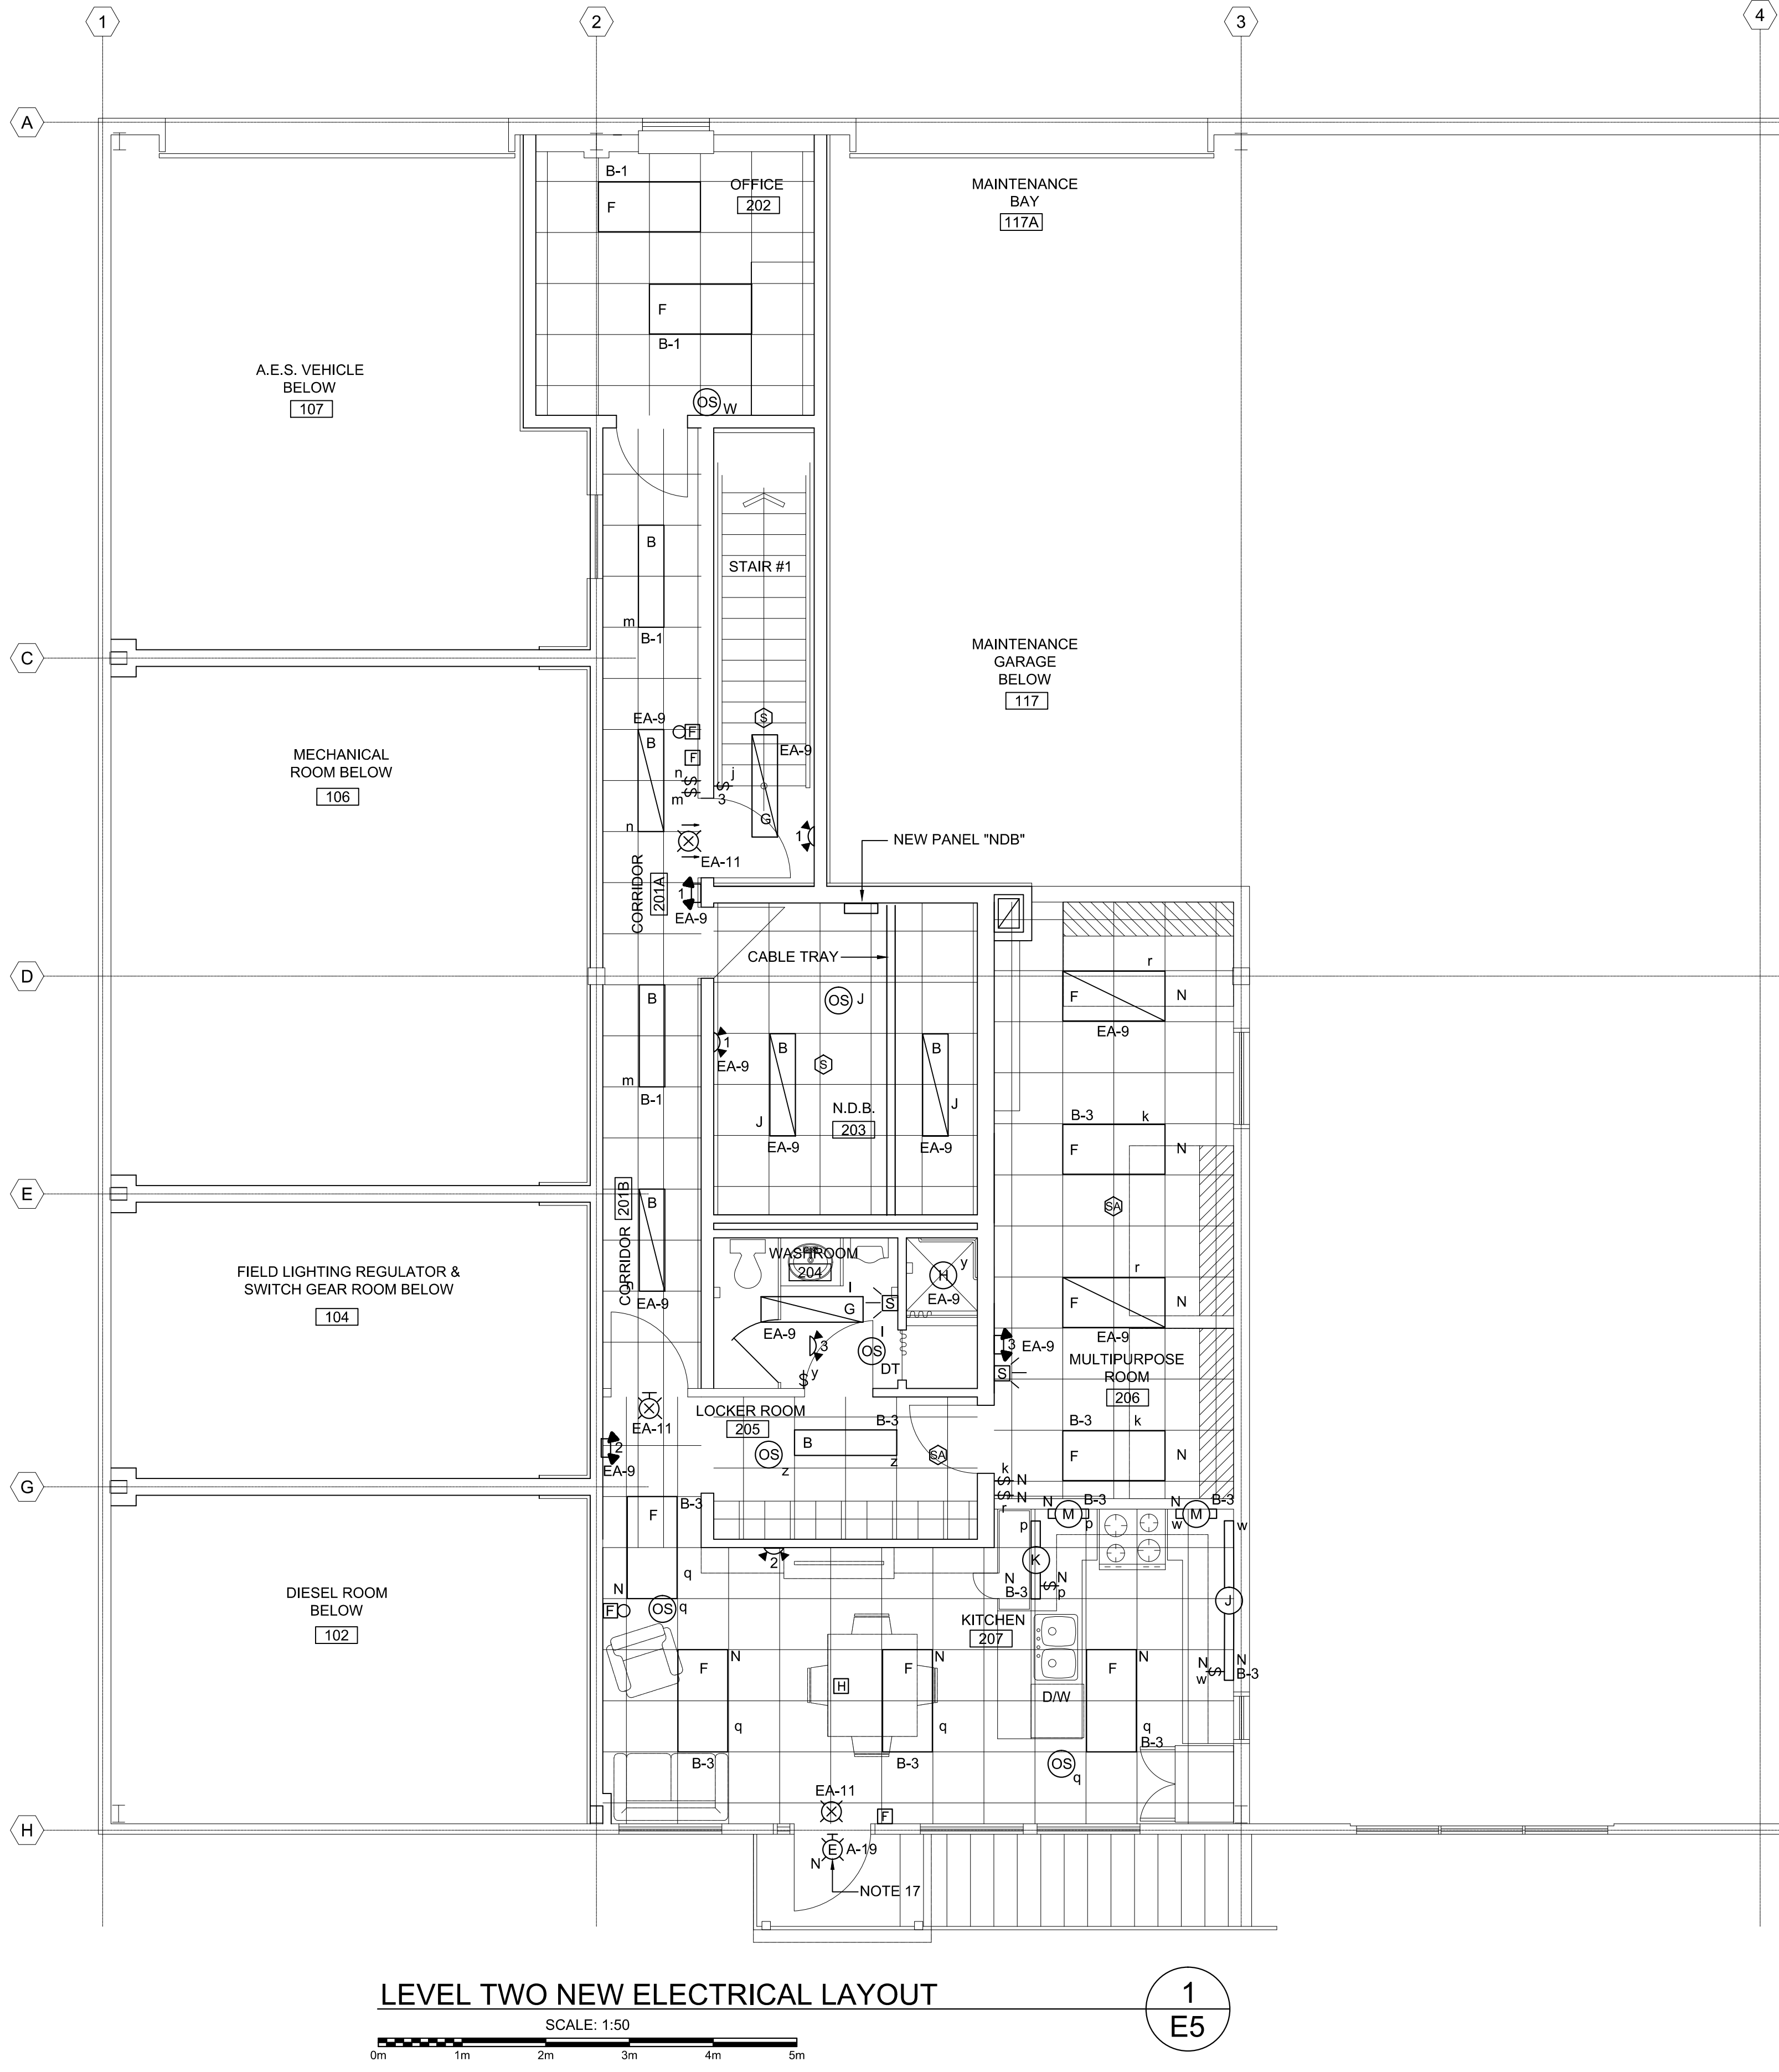 1
2
3
4
A
B-1
F
OFFICE
202
MAINTENANCE
BAY
117A
F
B-1
A.E.S. VEHICLE
BELOW
107
OS
W
B
STAIR #1
m
B-1
C
MAINTENANCE
GARAGE
BELOW
117
EA-9
F
$
B
EA-9
F
MECHANICAL
ROOM BELOW
106
n
j
m
3
n
G
1
NEW PANEL "NDB"
EA-11
CORRIDOR
201A
1
EA-9
CABLE TRAY
D
r
B
OS
J
F
N
EA-9
1
EA-9
B
S
B
m
B-1
J
J
N.D.B.
203
B-3
k
EA-9
EA-9
F
N
E
201B
CORRIDOR
B
SA
WASHROOM
204
y
H
r
FIELD LIGHTING REGULATOR &
SWITCH GEAR ROOM BELOW
104
I
G
S
EA-9
F
N
EA-9
EA-9
I
EA-9
3
OS
3
EA-9
y
DT
S
MULTIPURPOSE
ROOM
206
LOCKER ROOM
205
EA-11
B-3
B-3
k
2
OS
B
SA
F
N
EA-9
z
z
k
N
G
N
r
B-3
F
N
B-3
N
B-3
M
M
p
p
w
w
2
K
q
N
N
B-3
p
N
J
DIESEL ROOM
BELOW
102
F
OS
q
KITCHEN
207
N
N
N
F
F
F
N
N
H
w
B-3
D/W
q
q
q
B-3
B-3
B-3
OS
q
EA-11
F
H
E
A-19
N
NOTE 17
LEVEL TWO NEW ELECTRICAL LAYOUT
1
E5
SCALE: 1:50
0m
1m
2m
3m
4m
5m